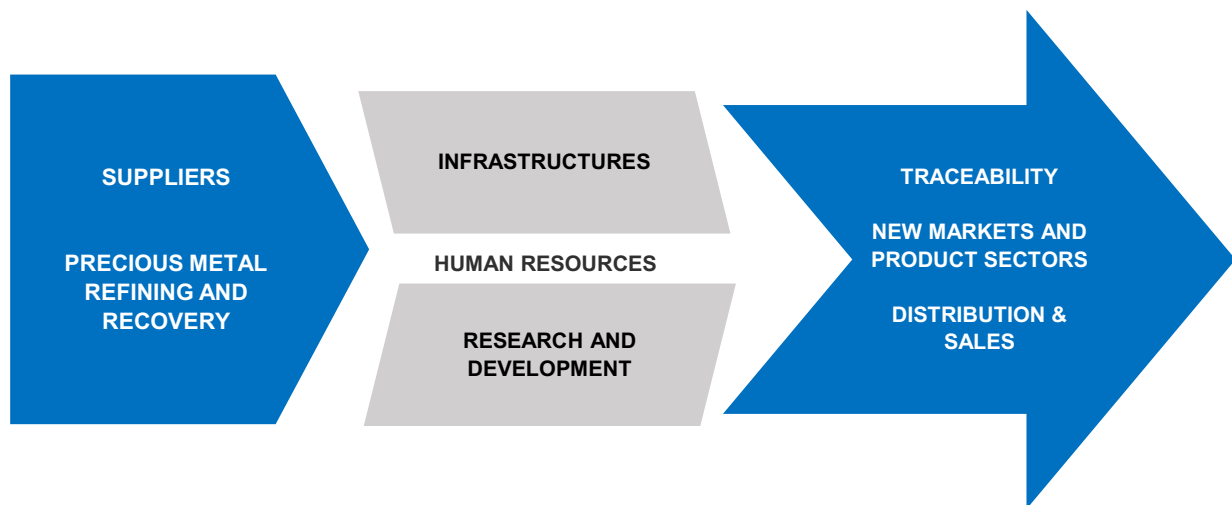 SUPPLIERS
PRECIOUS METAL
REFINING AND
RECOVERY
INFRASTRUCTURES
HUMAN RESOURCES
RESEARCH AND
DEVELOPMENT
TRACEABILITY
NEW MARKETS AND
PRODUCT SECTORS
DISTRIBUTION &
SALES